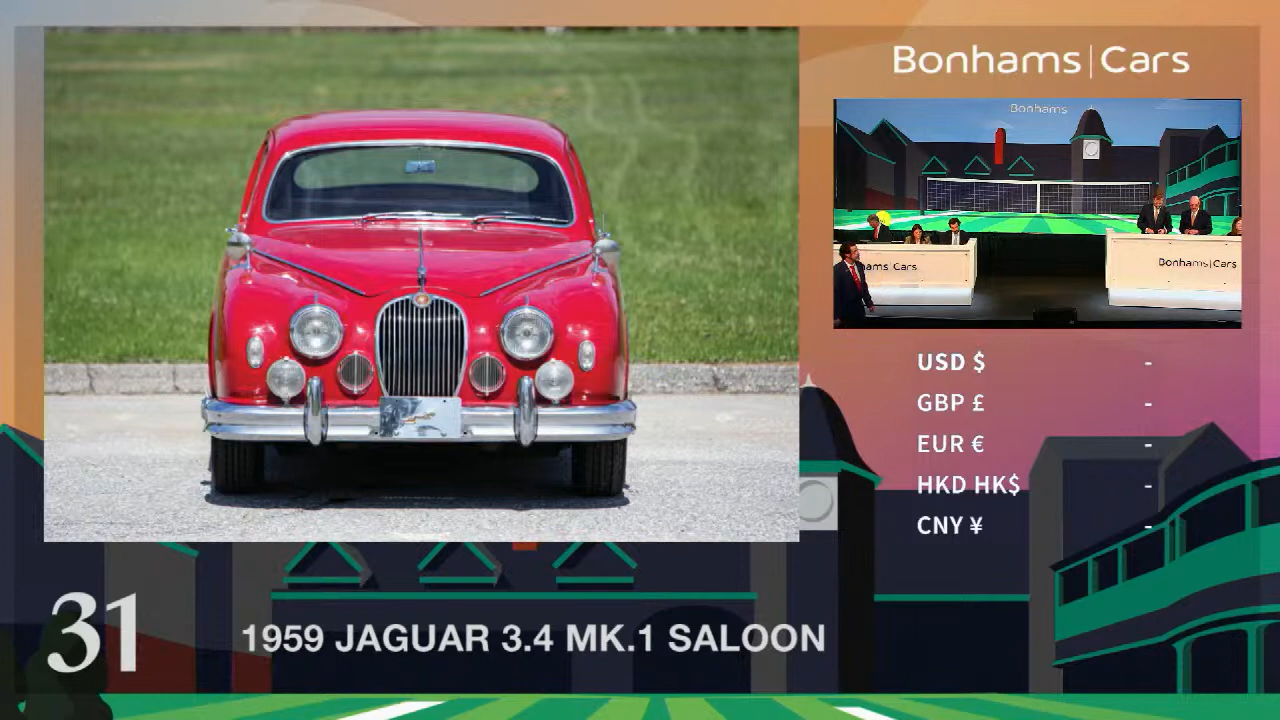 Bonhams|Cars
Bonhams
ams Cars
Bonhams|Cars
USD $ -
GBP £ -
EUR € -
HKD HK$ -
CNY ¥ -
31
1959 JAGUAR 3.4 MK.1 SALOON